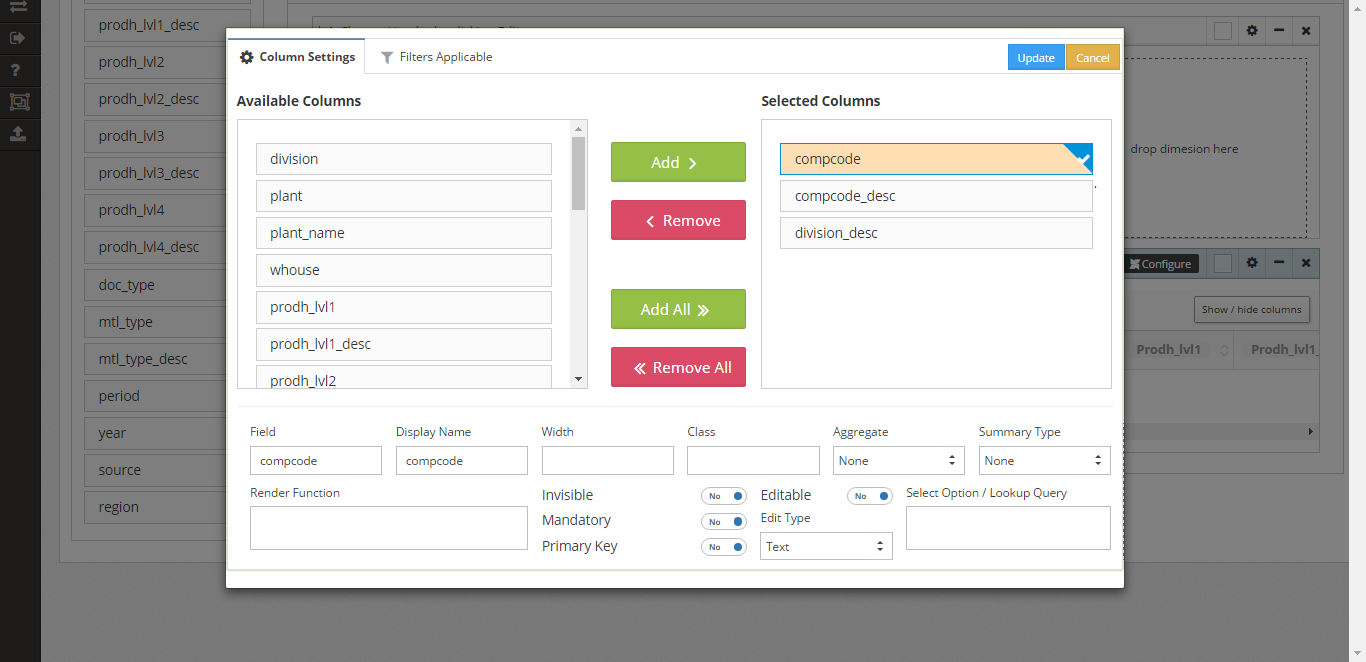 prodh_lvl1_desc
prodh_lvl2
prodh_lvl2_desc
prodh_lvl3
prodh_lvl3_desc
prodh_lvl4
prodh_lvl4_desc
doc_type
mtl_type
mtl_type_desc
period
year
source
region
Column Settings
Filters Applicable
Update
Cancel
Available Columns
division
plant
plant_name
whouse
prodh_lvl1
prodh_lvl1_desc
prodh_lvl2
Add
Remove
Add All
Remove All
Selected Columns
compcode
compcode_desc
division_desc
Field
Display Name
Width
Class
Aggregate
Summary Type
compcode
compcode
None
None
Render Function
Invisible
No
Editable
No
Select Option / Lookup Query
Mandatory
No
Edit Type
Primary Key
No
Text
drop dimesion here
Configure
Show / hide columns
Prodh_lvl1
Prodh_lvl1_